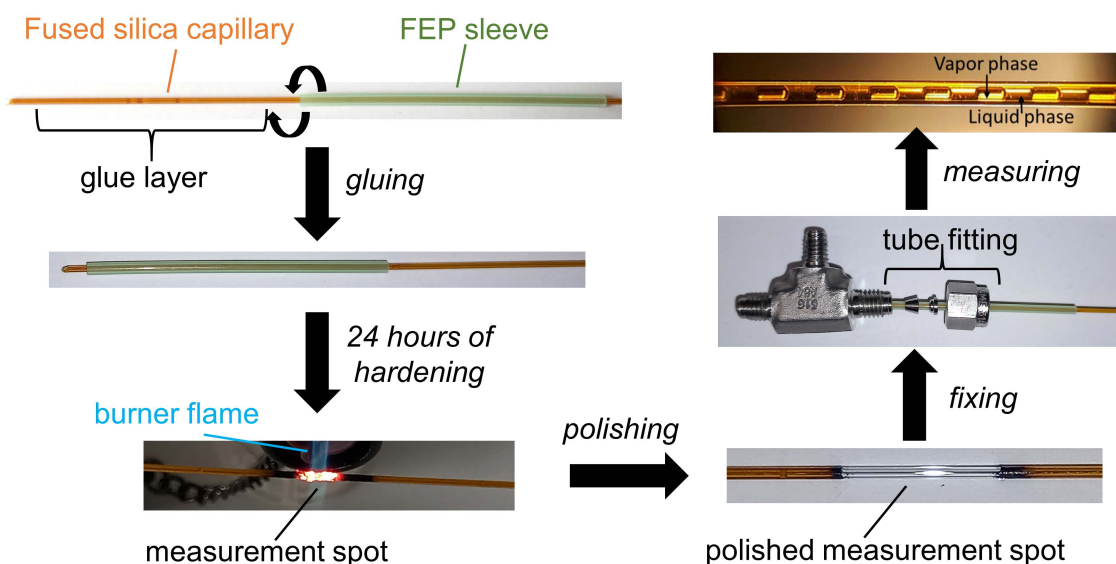 Fused silica capillary
FEP sleeve
glue layer
gluing
24 hours of
hardening
burner flame
measurement spot
polishing
polished measurement spot
fixing
tube fitting
316
measuring
Vapor phase
Liquid phase